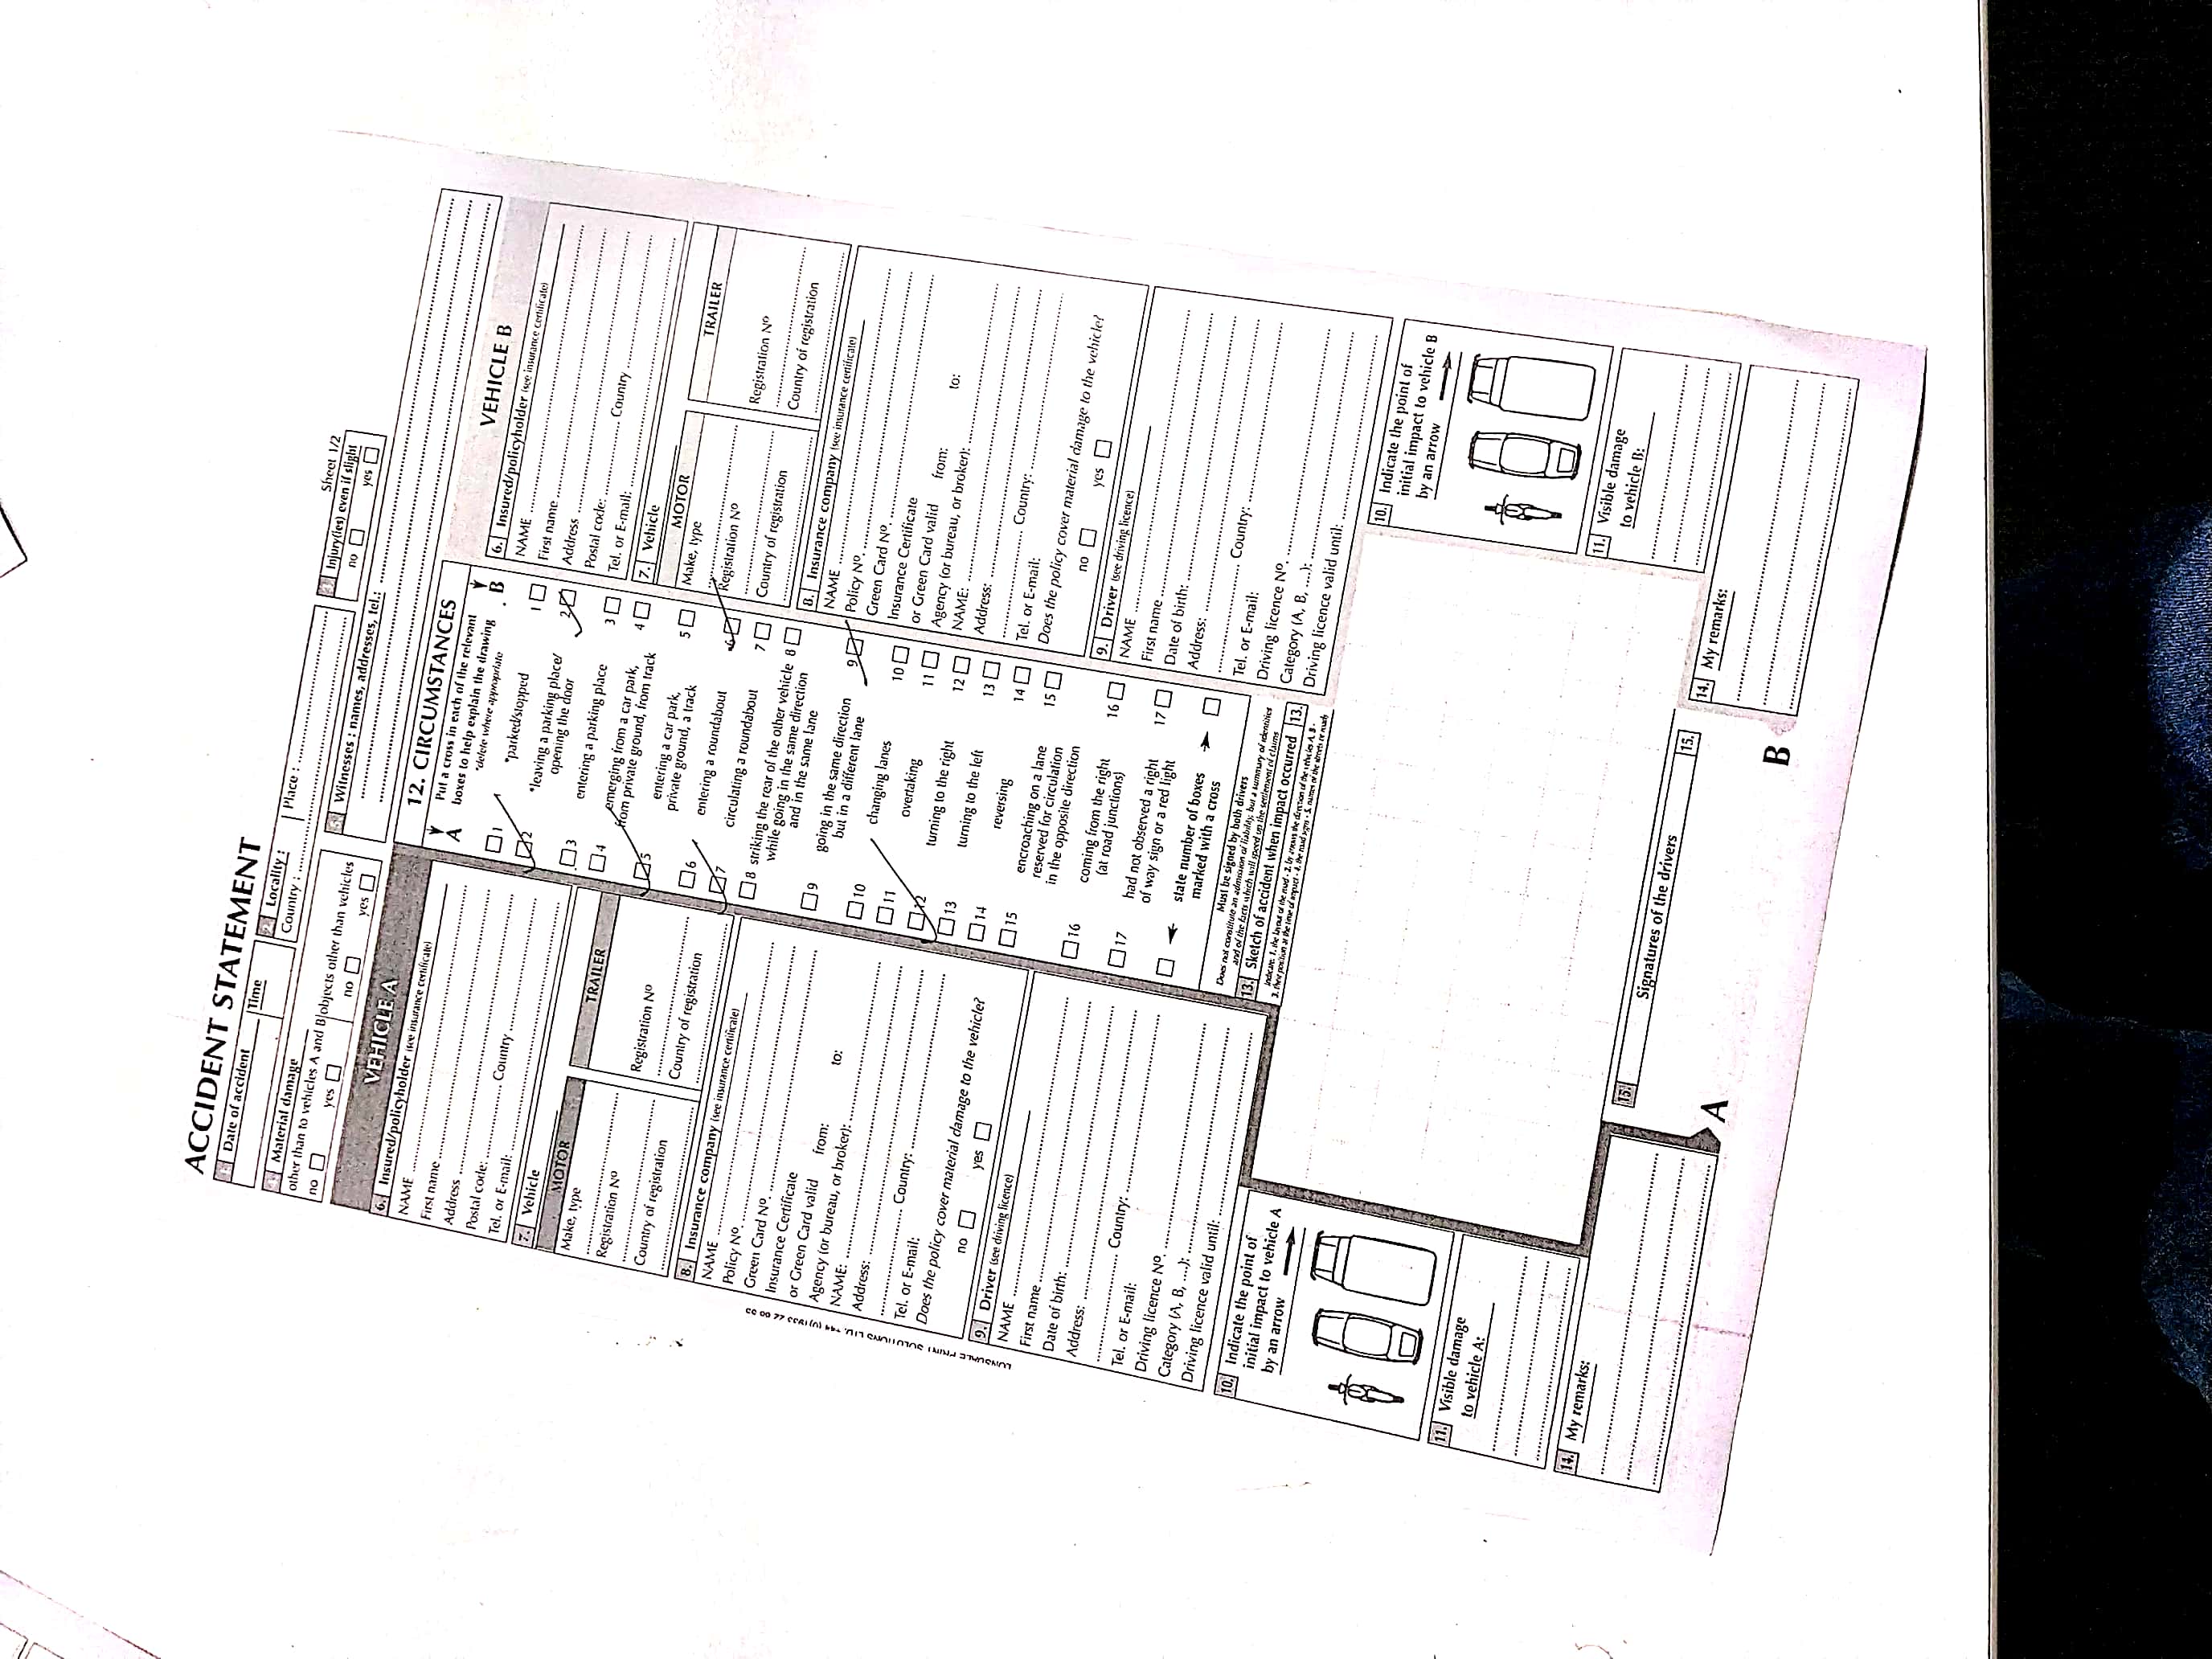 ACCIDENT STATEMENT
Sheet 1/2
Date of accident Time
Locality : Place :
Country :
Injury(ies) even if slight
no yes
Material damage
other than to vehicles A and B objects other than vehicles
no yes no yes
Witnesses : names, addresses, tel.:
VEHICLE A
6. Insured/policyholder (see insurance certificate)
NAME
First name
Address
Postal code: Country
Tel. or E-mail:
7. Vehicle
MOTOR TRAILER
Make, type
Registration Nº Registration Nº
Country of registration Country of registration
8. Insurance company (see insurance certificate)
NAME
Policy Nº
Green Card Nº
Insurance Certificate
or Green Card valid from: to:
Agency (or bureau, or broker):
NAME:
Address:
Country:
Tel. or E-mail:
Does the policy cover material damage to the vehicle?
no yes
9. Driver (see driving licence)
NAME
First name
Date of birth:
Address:
Country:
Tel. or E-mail:
Driving licence Nº
Category (A, B, ...):
Driving licence valid until:
10. Indicate the point of
initial impact to vehicle A
by an arrow
11. Visible damage
to vehicle A:
14. My remarks:
12. CIRCUMSTANCES
Put a cross in each of the relevant
boxes to help explain the drawing
A *delete where appropriate B
1 *parked/stopped 1
2 *leaving a parking place/ 2
opening the door
3 entering a parking place 3
4 emerging from a car park, 4
from private ground, from track
5 entering a car park, 5
private ground, a track
6 entering a roundabout 6
7 circulating a roundabout 7
8 striking the rear of the other vehicle 8
while going in the same direction
and in the same lane
9 going in the same direction 9
but in a different lane
10 changing lanes 10
11 overtaking 11
12 turning to the right 12
13 turning to the left 13
14 reversing 14
15 encroaching on a lane 15
reserved for circulation
in the opposite direction
16 coming from the right 16
(at road junctions)
17 had not observed a right 17
of way sign or a red light
state number of boxes
marked with a cross
Must be signed by both drivers
Does not constitute an admission of liability, but a summary of identities
and of the facts which will speed on the settlement of claims
13. Sketch of accident when impact occurred 13.
Indicate: 1. the layout of the road - 2. by arrows the direction of the vehicles A, B -
3. their position at the time of impact - 4. the road signs - 5. names of the streets or roads
15. Signatures of the drivers 15.
A B
VEHICLE B
6. Insured/policyholder (see insurance certificate)
NAME
First name
Address
Postal code: Country
Tel. or E-mail:
7. Vehicle
MOTOR TRAILER
Make, type
Registration Nº Registration Nº
Country of registration Country of registration
8. Insurance company (see insurance certificate)
NAME
Policy Nº
Green Card Nº
Insurance Certificate
or Green Card valid from: to:
Agency (or bureau, or broker):
NAME:
Address:
Country:
Tel. or E-mail:
Does the policy cover material damage to the vehicle?
no yes
9. Driver (see driving licence)
NAME
First name
Date of birth:
Address:
Country:
Tel. or E-mail:
Driving licence Nº
Category (A, B, ...):
Driving licence valid until:
10. Indicate the point of
initial impact to vehicle B
by an arrow
11. Visible damage
to vehicle B:
14. My remarks:
LONSDALE PRINT SOLUTIONS LTD.